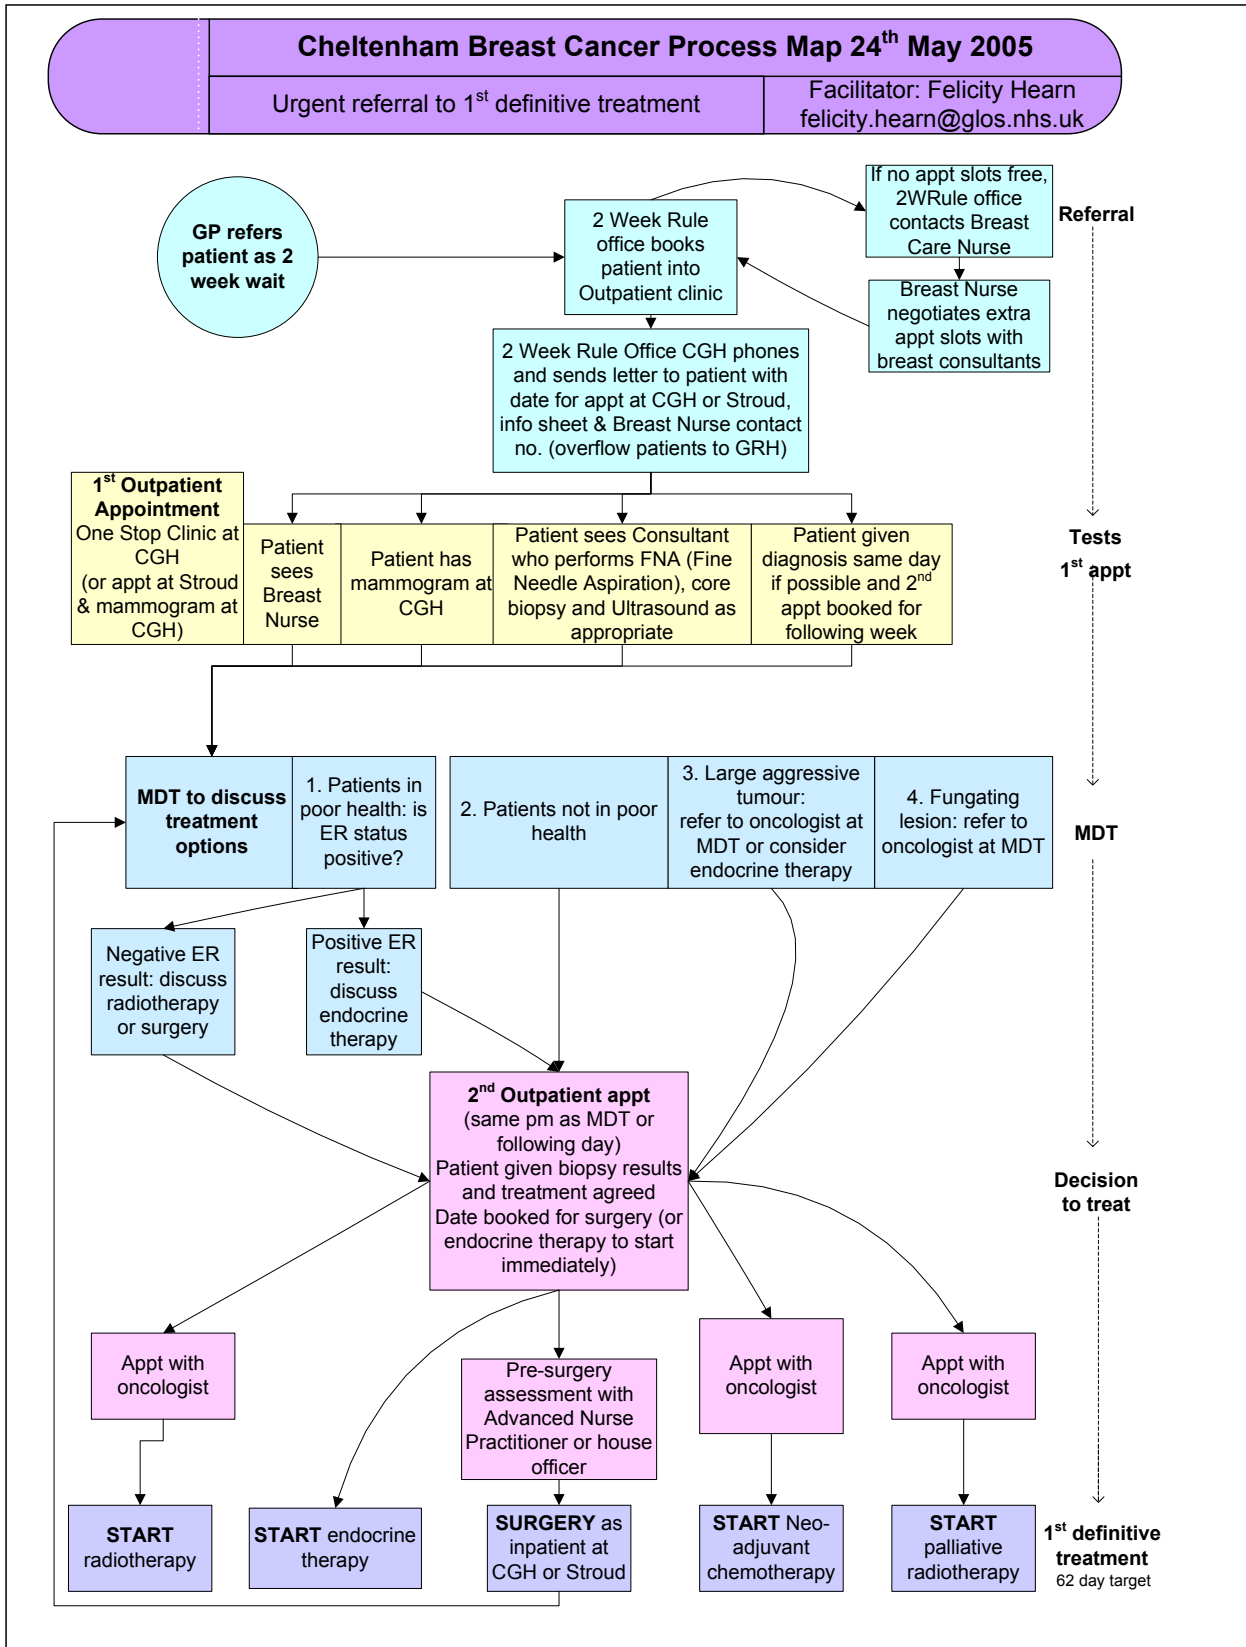 Cheltenham Breast Cancer Process Map 24th May 2005
Urgent referral to 1st definitive treatment
Facilitator: Felicity Hearn
felicity.hearn@glos.nhs.uk
GP refers
patient as 2
week wait
2 Week Rule
office books
patient into
Outpatient clinic
If no appt slots free,
2WRule office
contacts Breast
Care Nurse
Referral
Breast Nurse
negotiates extra
appt slots with
breast consultants
2 Week Rule Office CGH phones
and sends letter to patient with
date for appt at CGH or Stroud,
info sheet & Breast Nurse contact
no. (overflow patients to GRH)
1st Outpatient
Appointment
One Stop Clinic at
CGH
(or appt at Stroud
& mammogram at
CGH)
Patient
sees
Breast
Nurse
Patient has
mammogram at
CGH
Patient sees Consultant
who performs FNA (Fine
Needle Aspiration), core
biopsy and Ultrasound as
appropriate
Patient given
diagnosis same day
if possible and 2nd
appt booked for
following week
Tests
1st appt
MDT to discuss
treatment
options
1. Patients in
poor health: is
ER status
positive?
2. Patients not in poor
health
3. Large aggressive
tumour:
refer to oncologist at
MDT or consider
endocrine therapy
4. Fungating
lesion: refer to
oncologist at MDT
MDT
Negative ER
result: discuss
radiotherapy
or surgery
Positive ER
result:
discuss
endocrine
therapy
2nd Outpatient appt
(same pm as MDT or
following day)
Patient given biopsy results
and treatment agreed
Date booked for surgery (or
endocrine therapy to start
immediately)
Decision
to treat
Appt with
oncologist
Pre-surgery
assessment with
Advanced Nurse
Practitioner or house
officer
Appt with
oncologist
Appt with
oncologist
START
radiotherapy
START endocrine
therapy
SURGERY as
inpatient at
CGH or Stroud
START Neo-
adjuvant
chemotherapy
START
palliative
radiotherapy
1st definitive
treatment
62 day target